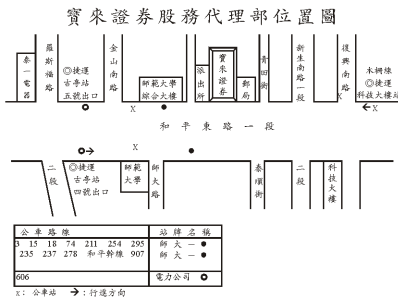 寶來證券股務代理部位置圖
泰一電器
羅斯福路
◎捷運
古亭站
五號出口
金山南路
師範大學
綜合大樓
派出所
寶來證券
郵局
青田街
新生南路一段
復興南路
木柵線
◎捷運
科技大樓站
X
X
和平東路一段
X
二段
◎捷運
古亭站
四號出口
師範大學
師大路
泰順街
二段
科技大樓
公車路線 站牌名稱
3 15 18 74 211 254 295 師大－●
235 237 278 和平幹線 907 師大－●
606 電力公司
X：公車站 ➔：行進方向